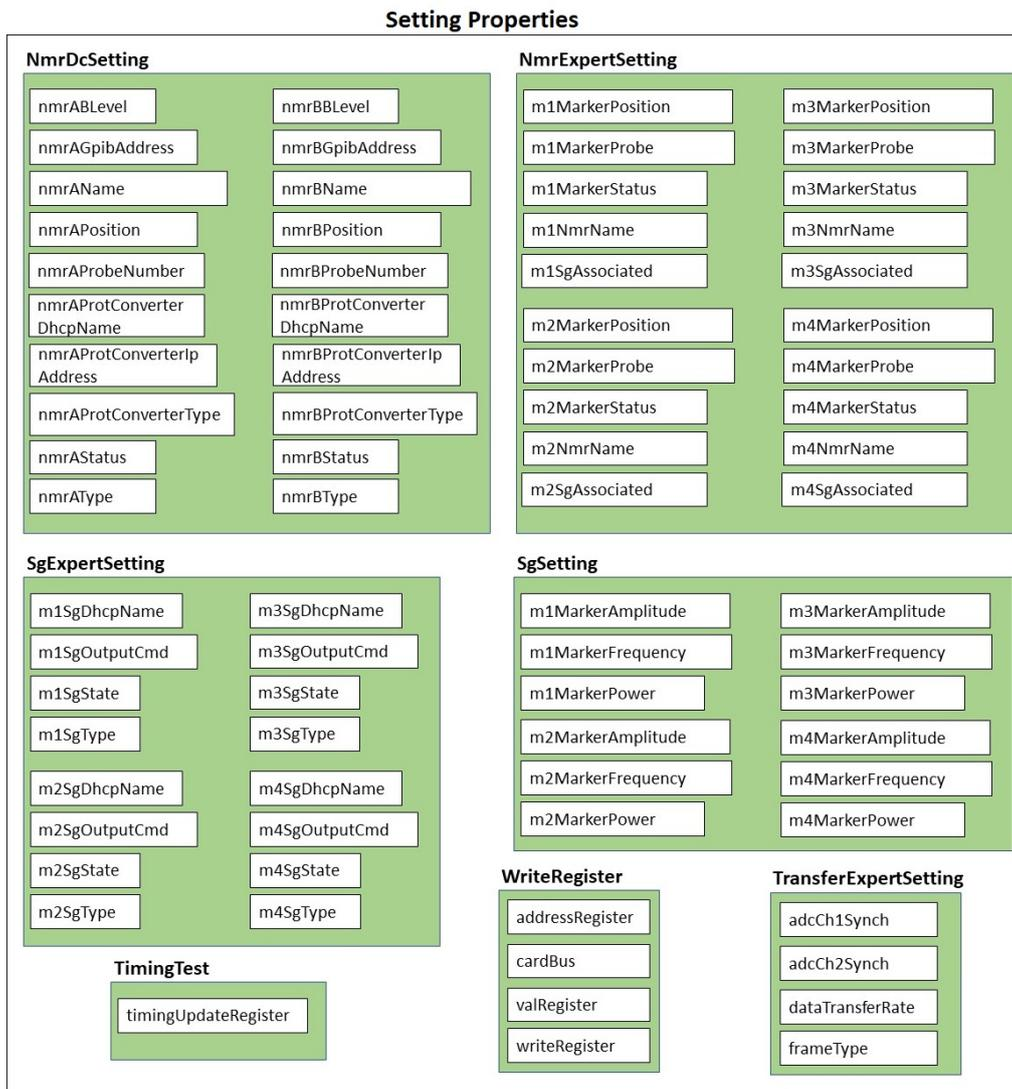 Setting Properties
NmrDcSetting
nmrABLevel
nmrAGpibAddress
nmrAName
nmrAPosition
nmrAProbeNumber
nmrAProtConverter
DhcpName
nmrAProtConverterIp
Address
nmrAProtConverterType
nmrAStatus
nmrAType
nmrBBLevel
nmrBGpibAddress
nmrBName
nmrBPosition
nmrBProbeNumber
nmrBProtConverter
DhcpName
nmrBProtConverterIp
Address
nmrBProtConverterType
nmrBStatus
nmrBType
NmrExpertSetting
m1MarkerPosition
m1MarkerProbe
m1MarkerStatus
m1NmrName
m1SgAssociated
m2MarkerPosition
m2MarkerProbe
m2MarkerStatus
m2NmrName
m2SgAssociated
m3MarkerPosition
m3MarkerProbe
m3MarkerStatus
m3NmrName
m3SgAssociated
m4MarkerPosition
m4MarkerProbe
m4MarkerStatus
m4NmrName
m4SgAssociated
SgExpertSetting
m1SgDhcpName
m1SgOutputCmd
m1SgState
m1SgType
m2SgDhcpName
m2SgOutputCmd
m2SgState
m2SgType
m3SgDhcpName
m3SgOutputCmd
m3SgState
m3SgType
m4SgDhcpName
m4SgOutputCmd
m4SgState
m4SgType
SgSetting
m1MarkerAmplitude
m1MarkerFrequency
m1MarkerPower
m2MarkerAmplitude
m2MarkerFrequency
m2MarkerPower
m3MarkerAmplitude
m3MarkerFrequency
m3MarkerPower
m4MarkerAmplitude
m4MarkerFrequency
m4MarkerPower
TimingTest
timingUpdateRegister
WriteRegister
addressRegister
cardBus
valRegister
writeRegister
TransferExpertSetting
adcCh1Synch
adcCh2Synch
dataTransferRate
frameType